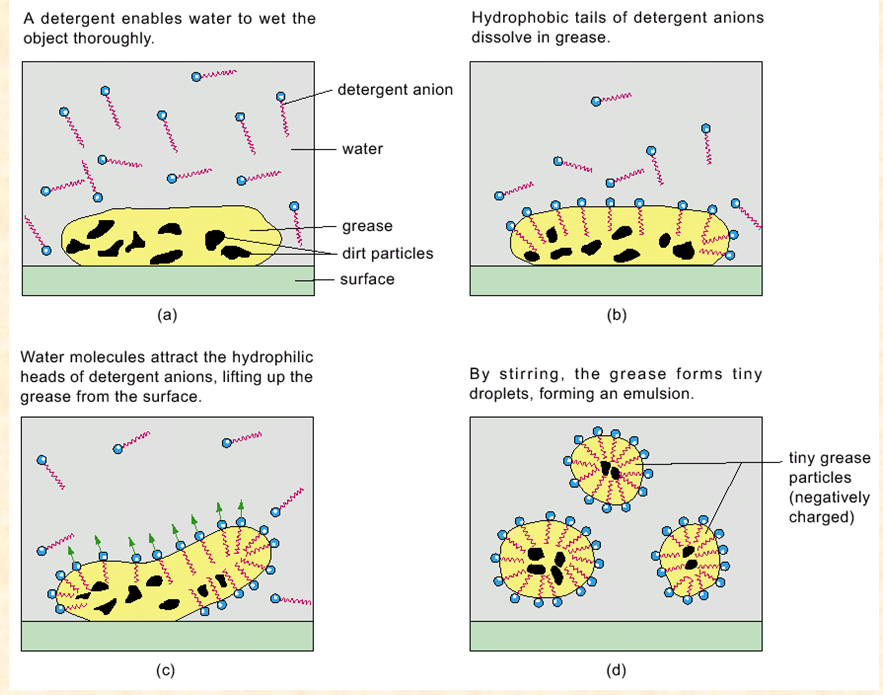 A detergent enables water to wet the
object thoroughly.
detergent anion
water
grease
dirt particles
surface
(a)
Hydrophobic tails of detergent anions
dissolve in grease.
(b)
Water molecules attract the hydrophilic
heads of detergent anions, lifting up the
grease from the surface.
(c)
By stirring, the grease forms tiny
droplets, forming an emulsion.
tiny grease
particles
(negatively
charged)
(d)